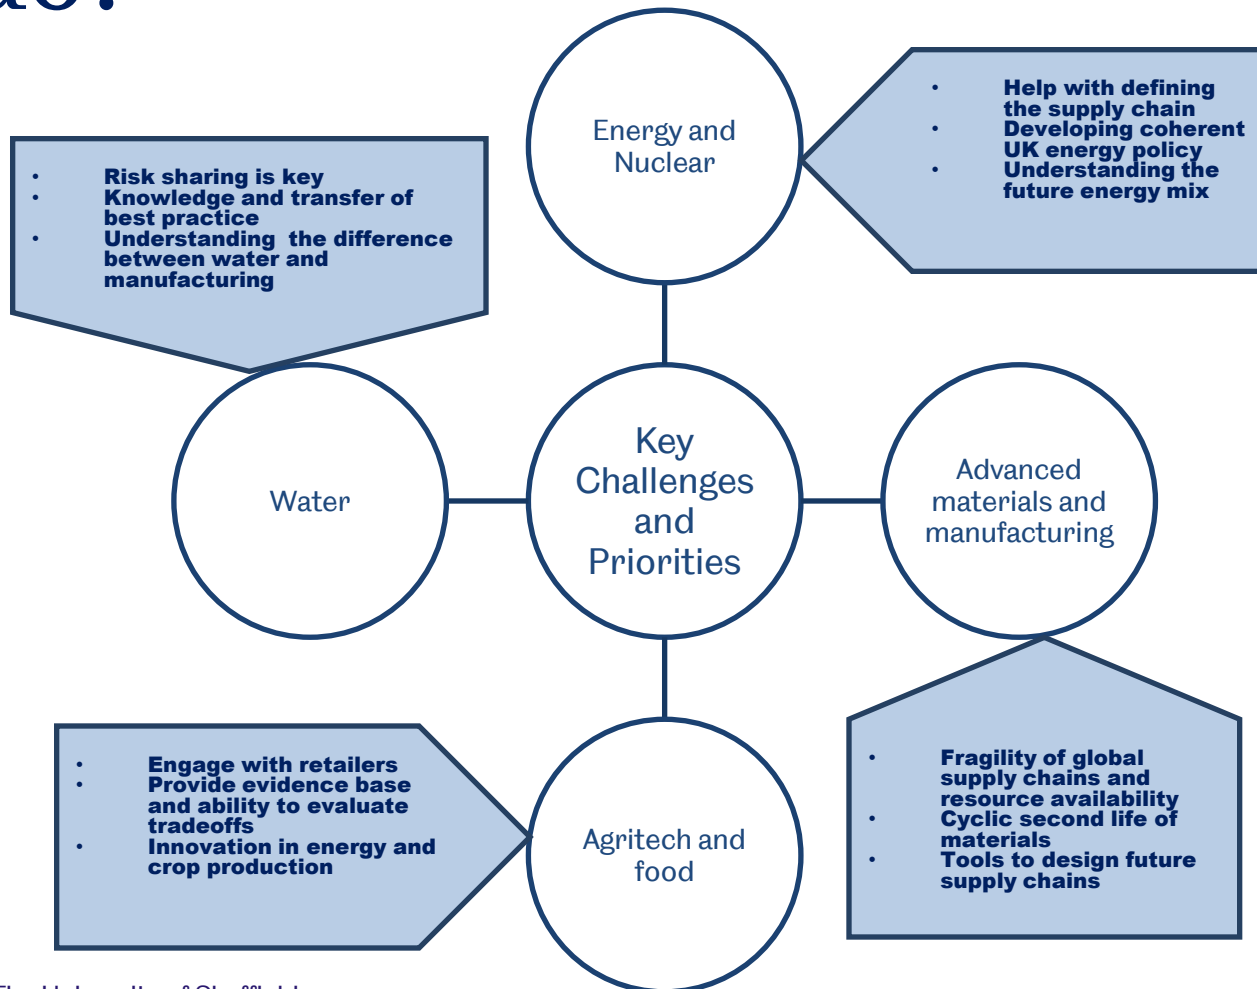 Energy and
Nuclear
• Help with defining
the supply chain
• Developing coherent
UK energy policy
• Understanding the
future energy mix
• Risk sharing is key
• Knowledge and transfer of
best practice
• Understanding the difference
between water and
manufacturing
Water
Key
Challenges
and
Priorities
Advanced
materials and
manufacturing
• Engage with retailers
• Provide evidence base
and ability to evaluate
tradeoffs
• Innovation in energy and
crop production
Agritech and
food
• Fragility of global
supply chains and
resource availability
• Cyclic second life of
materials
• Tools to design future
supply chains